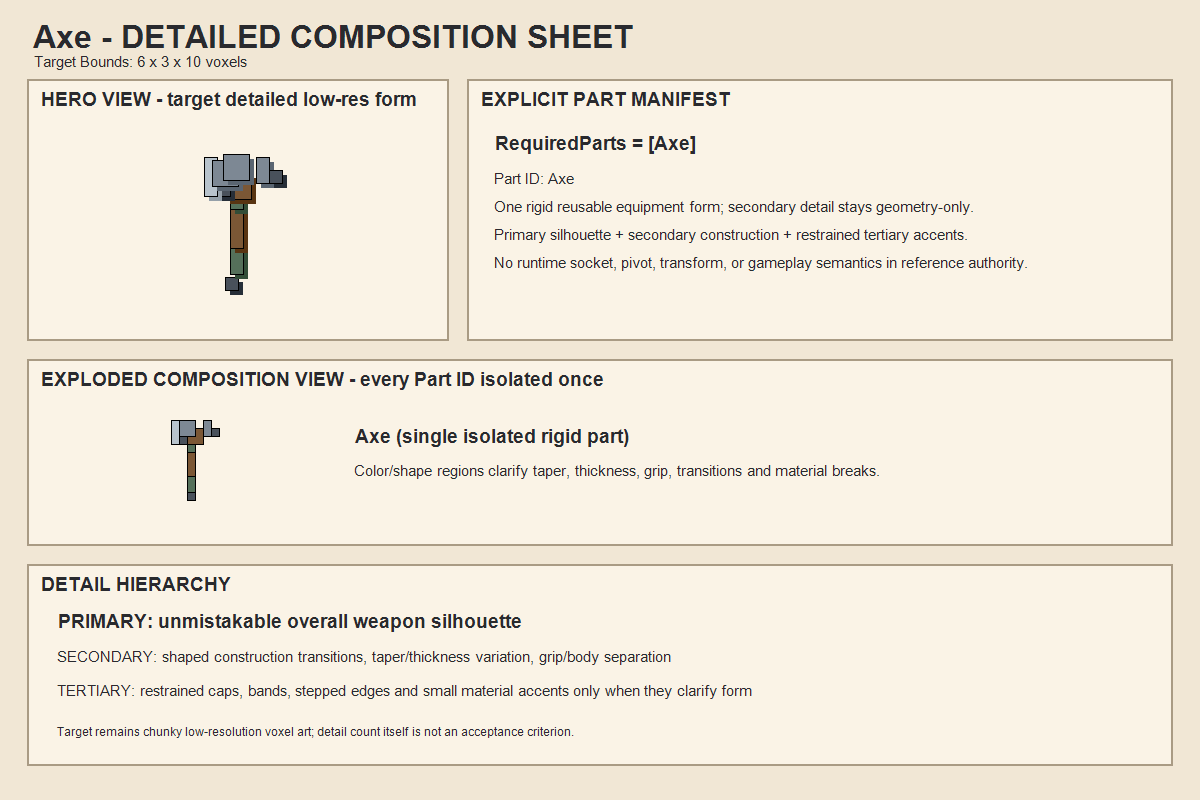 Axe - DETAILED COMPOSITION SHEET
Target Bounds: 6 x 3 x 10 voxels
HERO VIEW - target detailed low-res form
EXPLICIT PART MANIFEST
RequiredParts = [Axe]
Part ID: Axe
One rigid reusable equipment form; secondary detail stays geometry-only.
Primary silhouette + secondary construction + restrained tertiary accents.
No runtime socket, pivot, transform, or gameplay semantics in reference authority.
EXPLODED COMPOSITION VIEW - every Part ID isolated once
Axe (single isolated rigid part)
Color/shape regions clarify taper, thickness, grip, transitions and material breaks.
DETAIL HIERARCHY
PRIMARY: unmistakable overall weapon silhouette
SECONDARY: shaped construction transitions, taper/thickness variation, grip/body separation
TERTIARY: restrained caps, bands, stepped edges and small material accents only when they clarify form
Target remains chunky low-resolution voxel art; detail count itself is not an acceptance criterion.